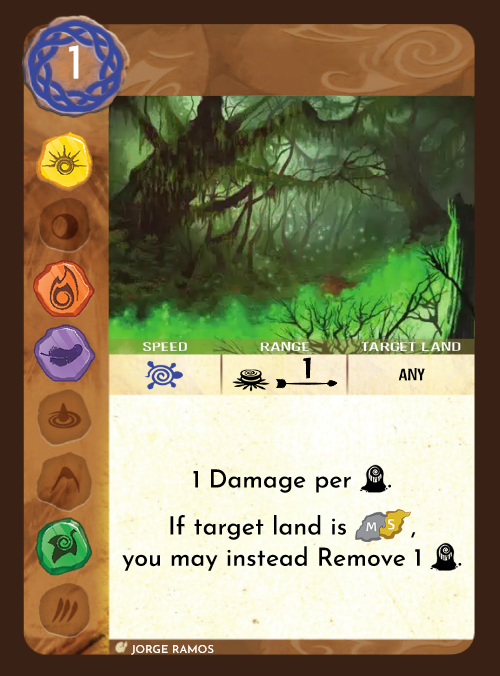 1
SPEED RANGE TARGET LAND
1 ANY
1 Damage per .
If target land is M S ,
you may instead Remove 1 .
JORGE RAMOS